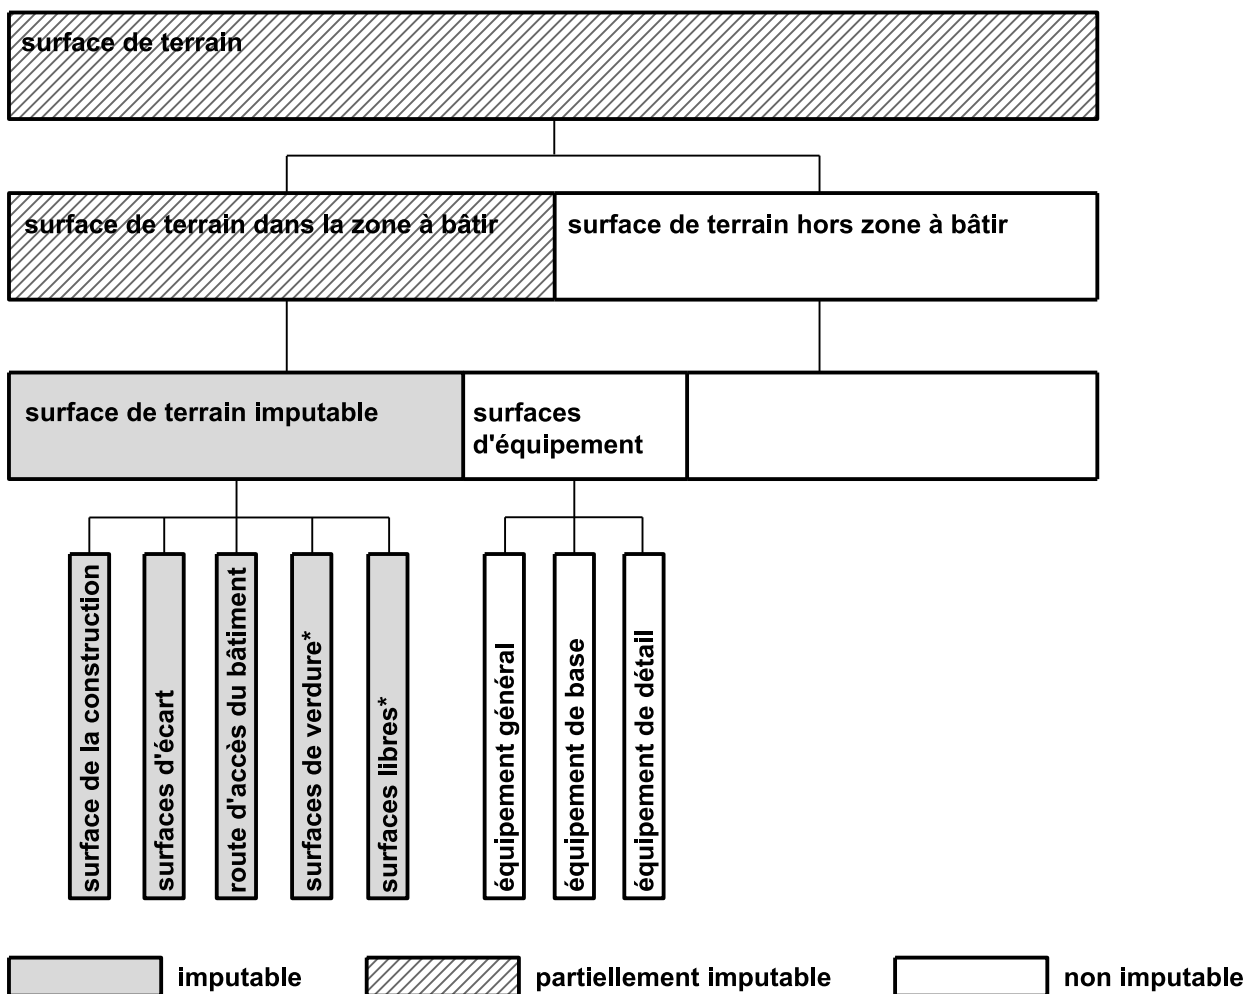 surface de terrain
surface de terrain dans la zone à bâtir
surface de terrain hors zone à bâtir
surface de terrain imputable
surfaces
d'équipement
surface de la construction
surfaces d'écart
route d'accès du bâtiment
surfaces de verdure*
surfaces libres*
équipement général
équipement de base
équipement de détail
imputable
partiellement imputable
non imputable